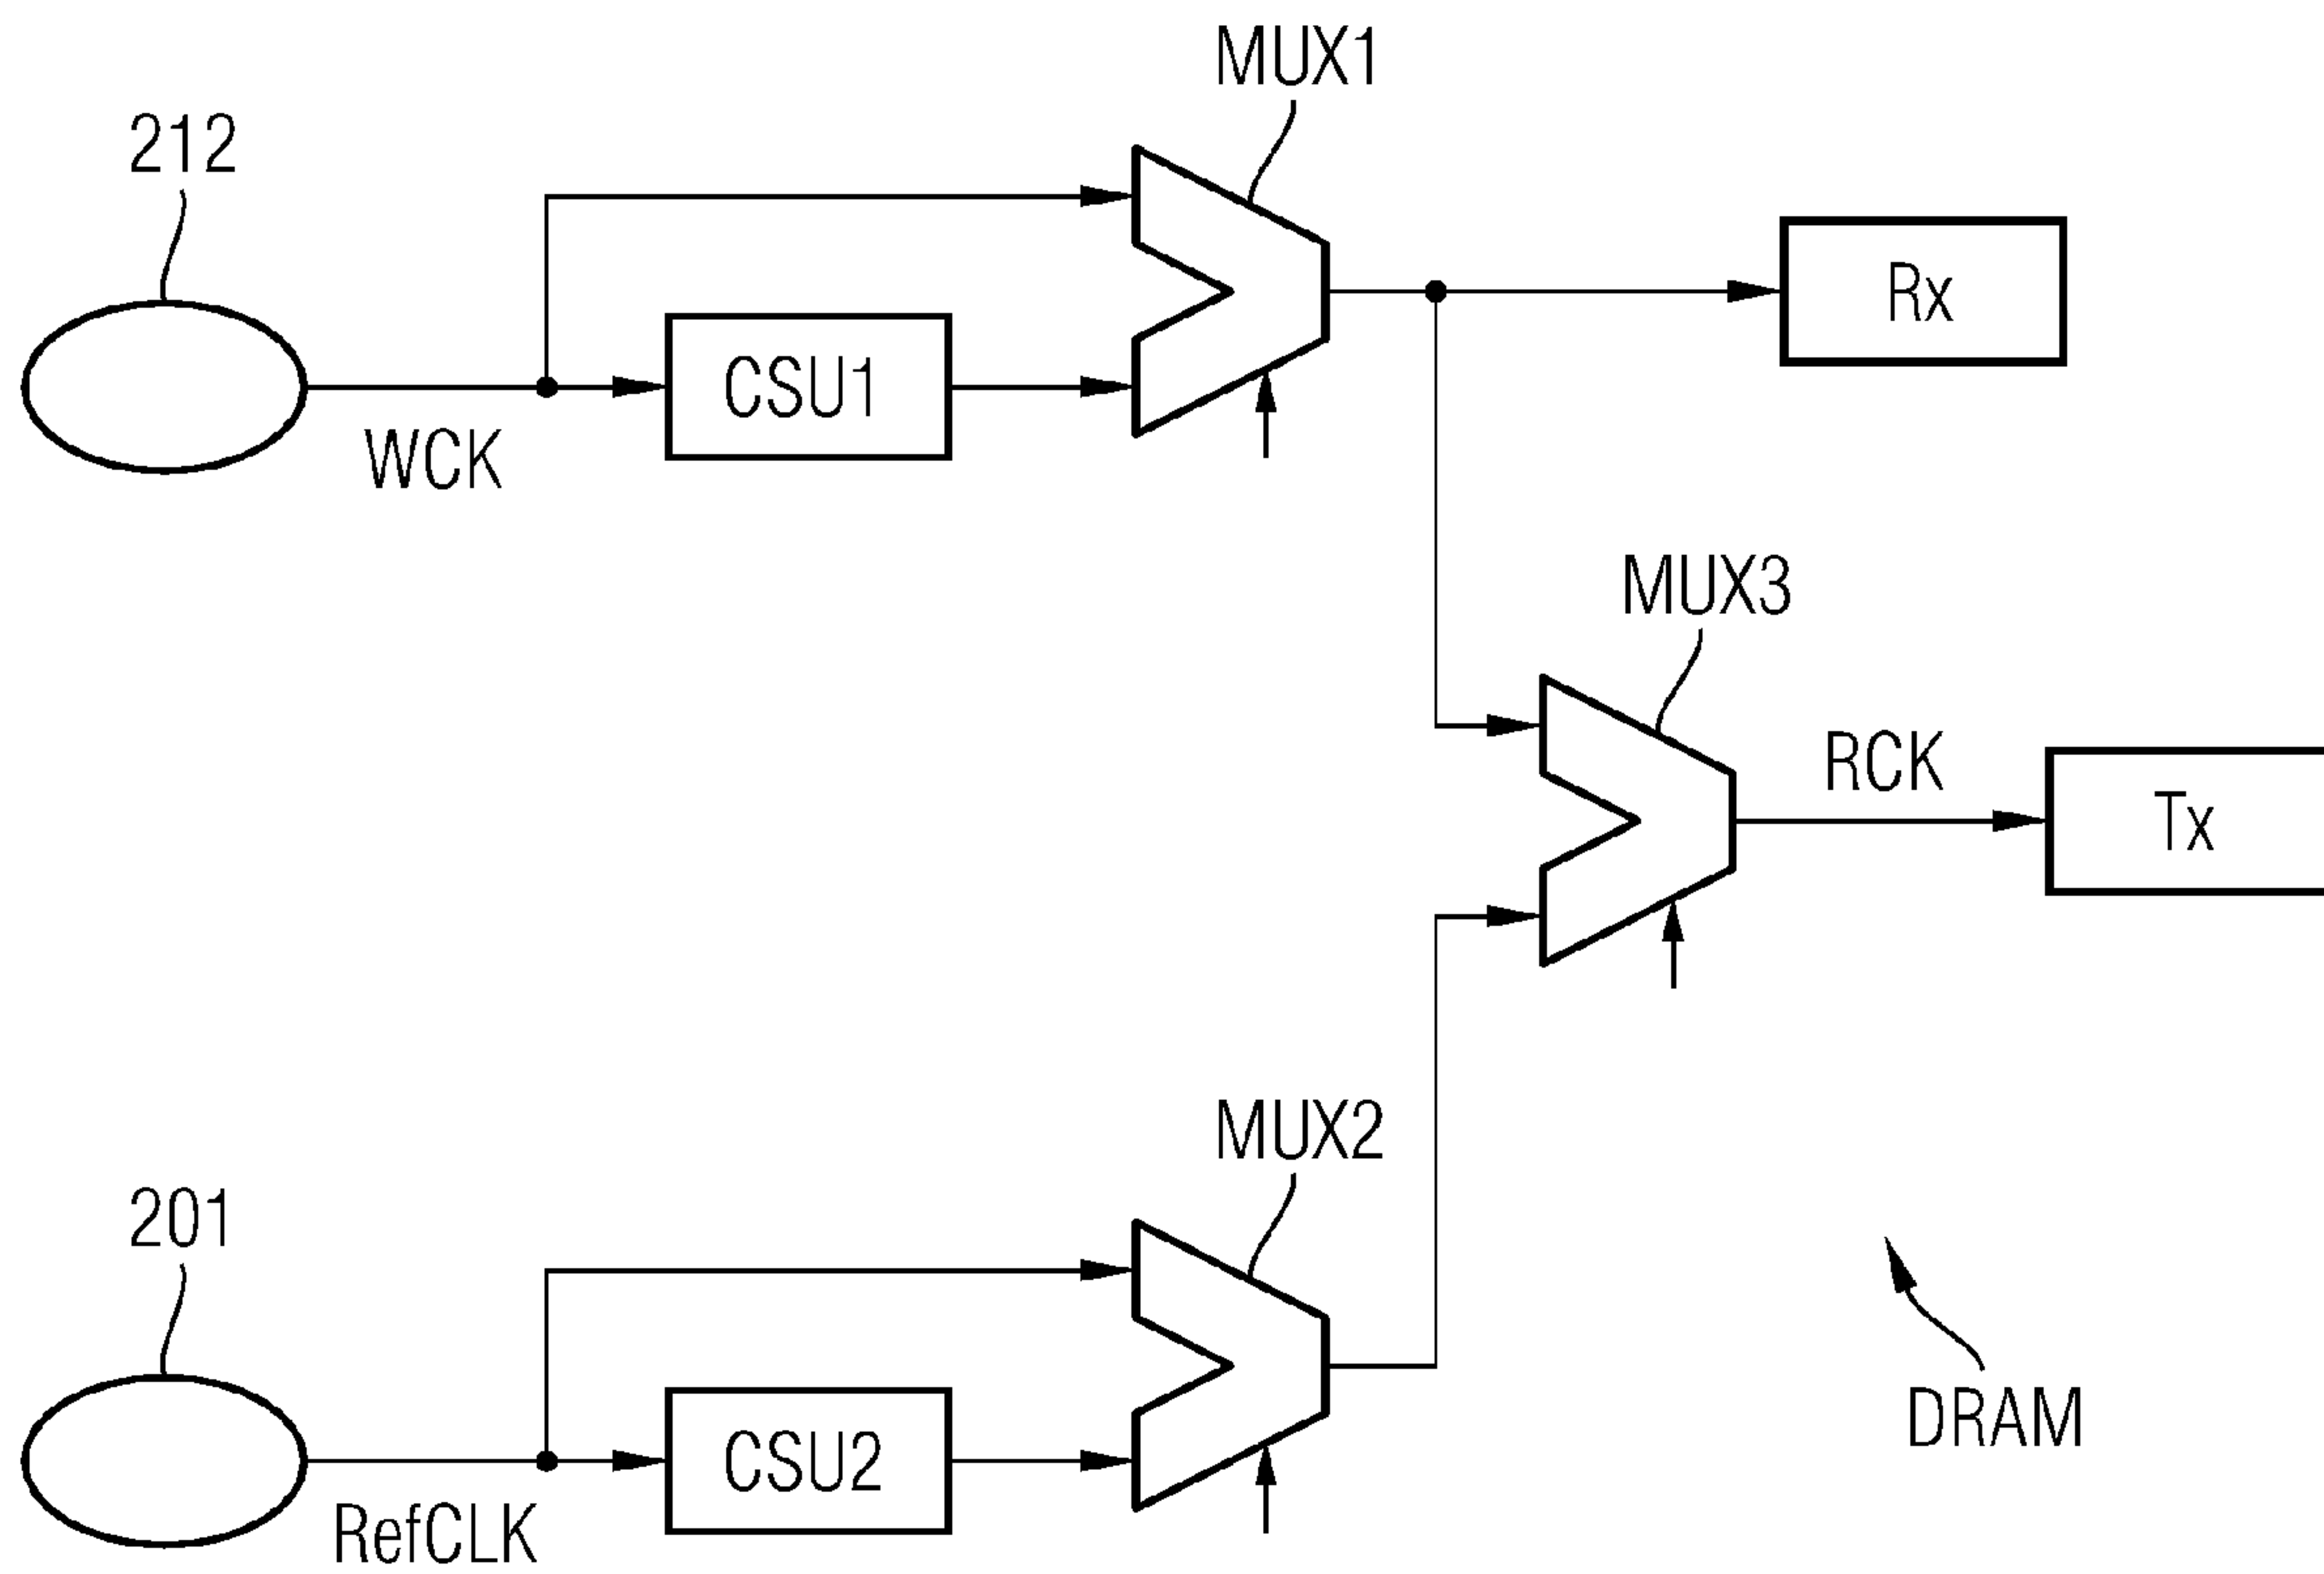 MUX1
212
Rx
CSU1
WCK
MUX3
RCK
Tx
MUX2
201
DRAM
CSU2
RefCLK